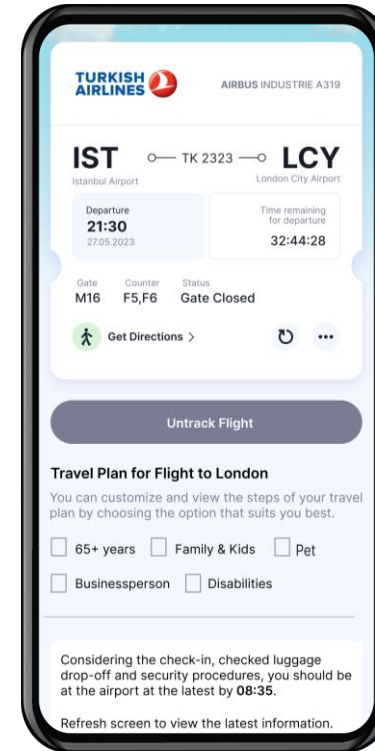 TURKISH
AIRLINES
AIRBUS INDUSTRIE A319
IST TK 2323 LCY
Istanbul Airport London City Airport
Departure
21:30
27.05.2023
Time remaining
for departure
32:44:28
Gate Counter Status
M16 F5,F6 Gate Closed
Get Directions >
Untrack Flight
Travel Plan for Flight to London
You can customize and view the steps of your travel
plan by choosing the option that suits you best.
65+ years Family & Kids Pet
Businessperson Disabilities
Considering the check-in, checked luggage
drop-off and security procedures, you should be
at the airport at the latest by 08:35.
Refresh screen to view the latest information.